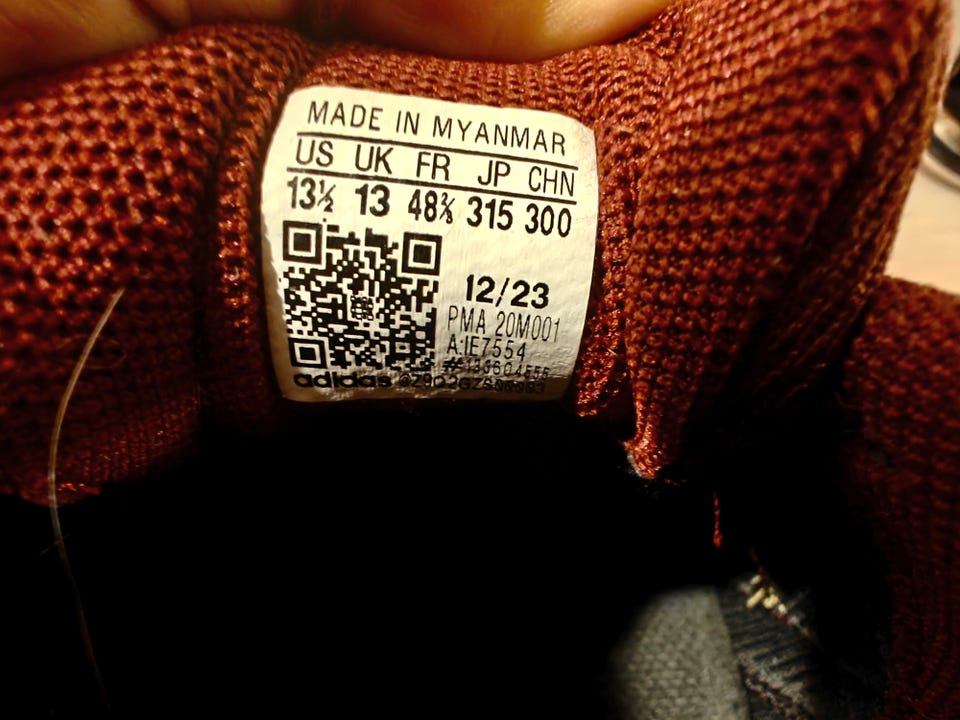 MADE IN MYANMAR
US UK FR JP CHN
13½ 13 48⅔ 315 300
12/23
PMA 20M001
A:IE7554
adidas